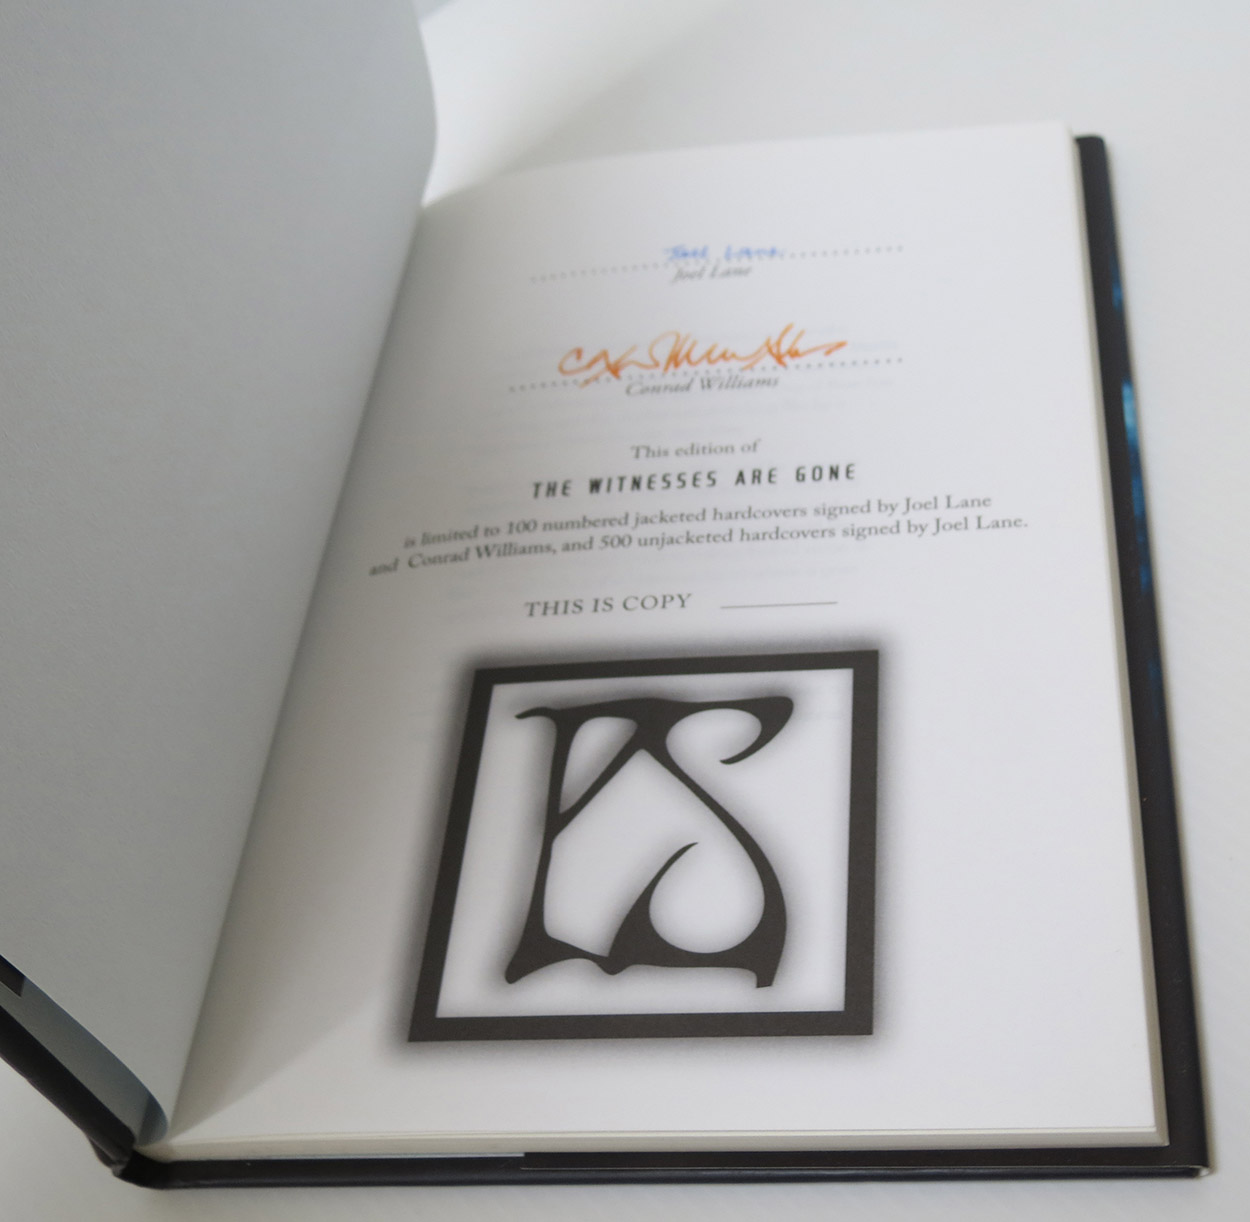 Joel Lane
Joel Lane
Conrad Williams
This edition of
THE WITNESSES ARE GONE
is limited to 100 numbered jacketed hardcovers signed by Joel Lane
and Conrad Williams, and 500 unjacketed hardcovers signed by Joel Lane.
THIS IS COPY
PS